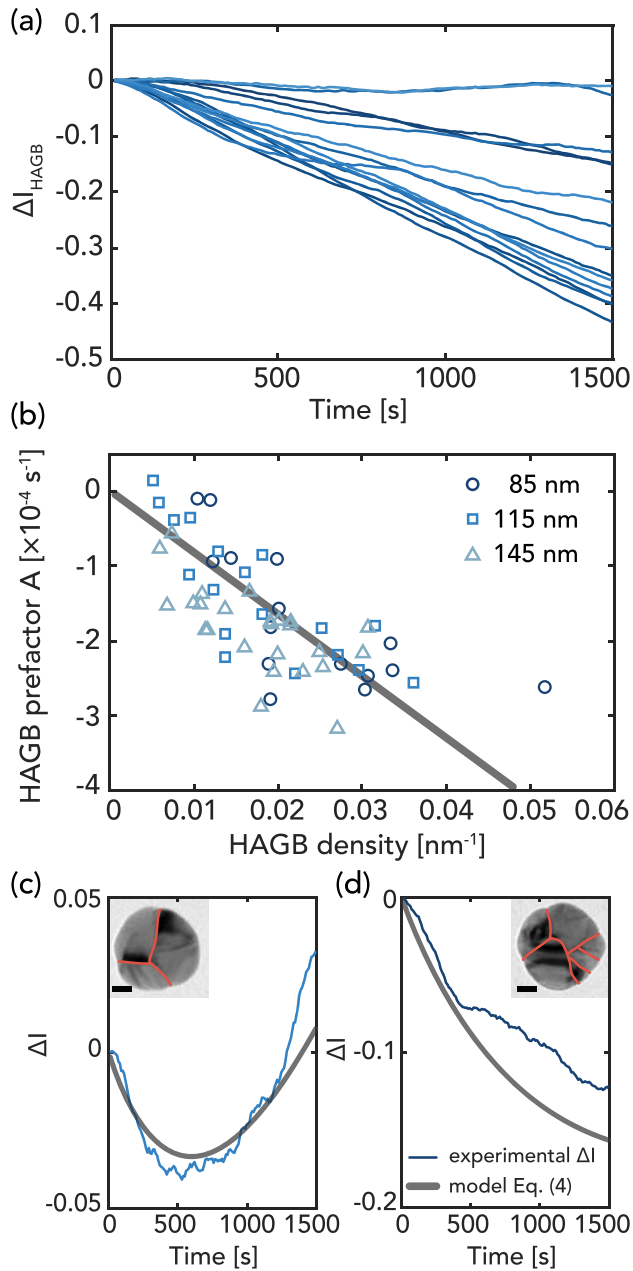 (a)
0.1
0
-0.1
-0.2
-0.3
-0.4
-0.5
ΔI_HAGB
0 500 1000 1500
Time [s]
(b)
0
-1
-2
-3
-4
HAGB prefactor A [×10⁻⁴ s⁻¹]
85 nm
115 nm
145 nm
0 0.01 0.02 0.03 0.04 0.05 0.06
HAGB density [nm⁻¹]
(c)
0.05
0
-0.05
ΔI
0 500 1000 1500
Time [s]
(d)
0
-0.1
-0.2
ΔI
experimental ΔI
model Eq. (4)
0 500 1000 1500
Time [s]